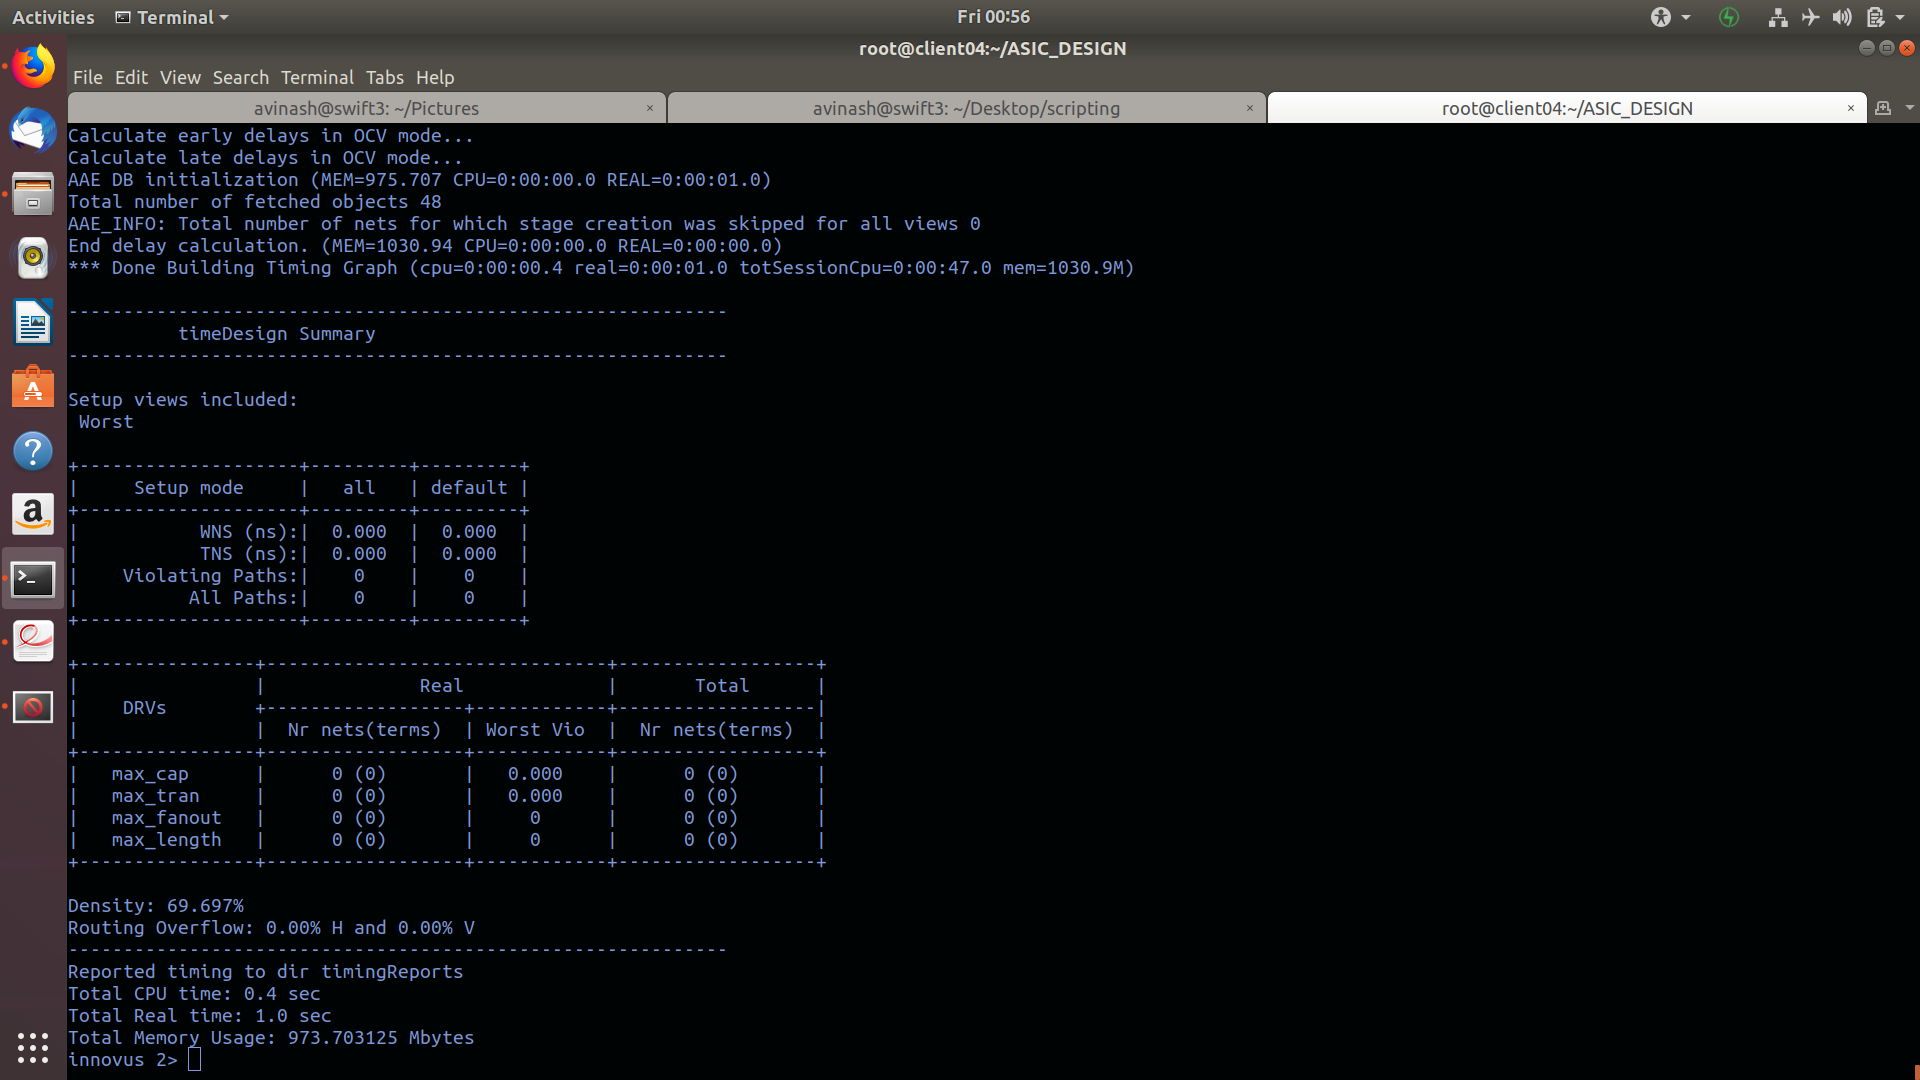 Activities Terminal Fri 00:56
root@client04:~/ASIC_DESIGN
File Edit View Search Terminal Tabs Help
avinash@swift3: ~/Pictures × avinash@swift3: ~/Desktop/scripting × root@client04:~/ASIC_DESIGN ×
Calculate early delays in OCV mode...
Calculate late delays in OCV mode...
AAE DB initialization (MEM=975.707 CPU=0:00:00.0 REAL=0:00:01.0)
Total number of fetched objects 48
AAE_INFO: Total number of nets for which stage creation was skipped for all views 0
End delay calculation. (MEM=1030.94 CPU=0:00:00.0 REAL=0:00:00.0)
*** Done Building Timing Graph (cpu=0:00:00.4 real=0:00:01.0 totSessionCpu=0:00:47.0 mem=1030.9M)
------------------------------------------------------------
          timeDesign Summary
------------------------------------------------------------
Setup views included:
 Worst
+--------------------+---------+---------+
|     Setup mode     |   all   | default |
+--------------------+---------+---------+
|           WNS (ns):|  0.000  |  0.000  |
|           TNS (ns):|  0.000  |  0.000  |
|    Violating Paths:|    0    |    0    |
|          All Paths:|    0    |    0    |
+--------------------+---------+---------+
+----------------+-------------------------------+------------------+
|                |              Real             |       Total      |
|    DRVs        +------------------+------------+------------------|
|                |  Nr nets(terms)  | Worst Vio  |  Nr nets(terms)  |
+----------------+------------------+------------+------------------+
|   max_cap      |      0 (0)       |   0.000    |      0 (0)       |
|   max_tran     |      0 (0)       |   0.000    |      0 (0)       |
|   max_fanout   |      0 (0)       |     0      |      0 (0)       |
|   max_length   |      0 (0)       |     0      |      0 (0)       |
+----------------+------------------+------------+------------------+
Density: 69.697%
Routing Overflow: 0.00% H and 0.00% V
------------------------------------------------------------
Reported timing to dir timingReports
Total CPU time: 0.4 sec
Total Real time: 1.0 sec
Total Memory Usage: 973.703125 Mbytes
innovus 2>